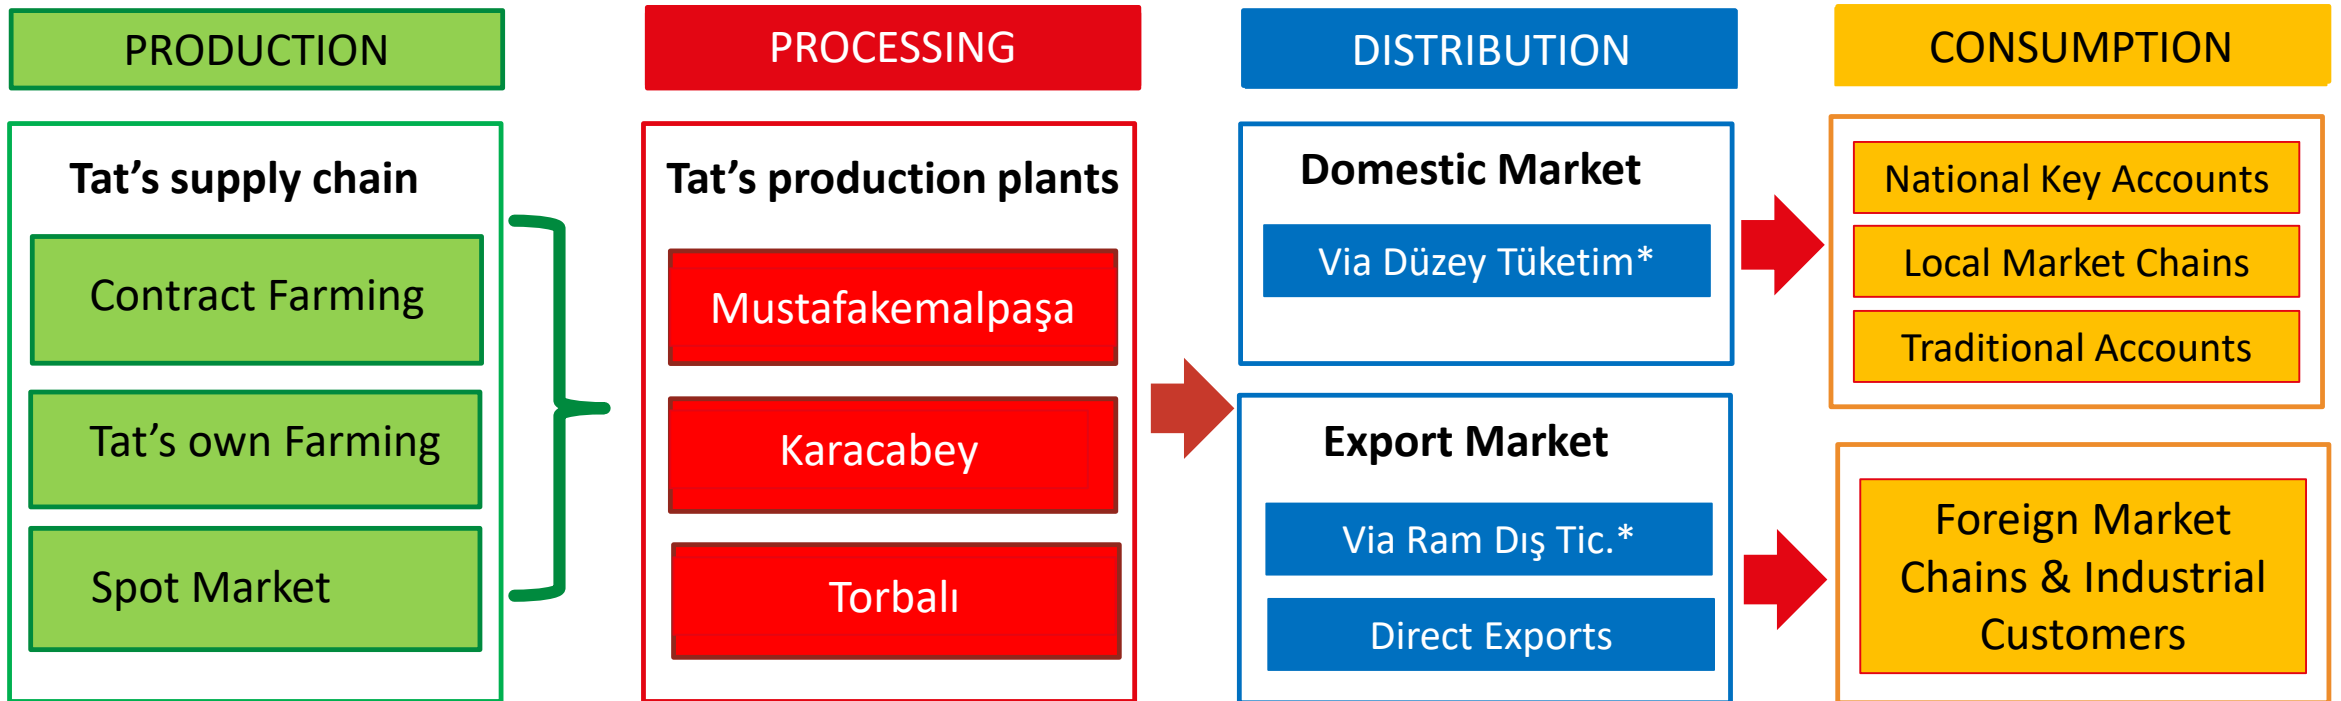 PRODUCTION
Tat’s supply chain
Contract Farming
Tat’s own Farming
Spot Market
PROCESSING
Tat’s production plants
Mustafakemalpaşa
Karacabey
Torbalı
DISTRIBUTION
Domestic Market
Via Düzey Tüketim*
Export Market
Via Ram Dış Tic.*
Direct Exports
CONSUMPTION
National Key Accounts
Local Market Chains
Traditional Accounts
Foreign Market
Chains & Industrial
Customers